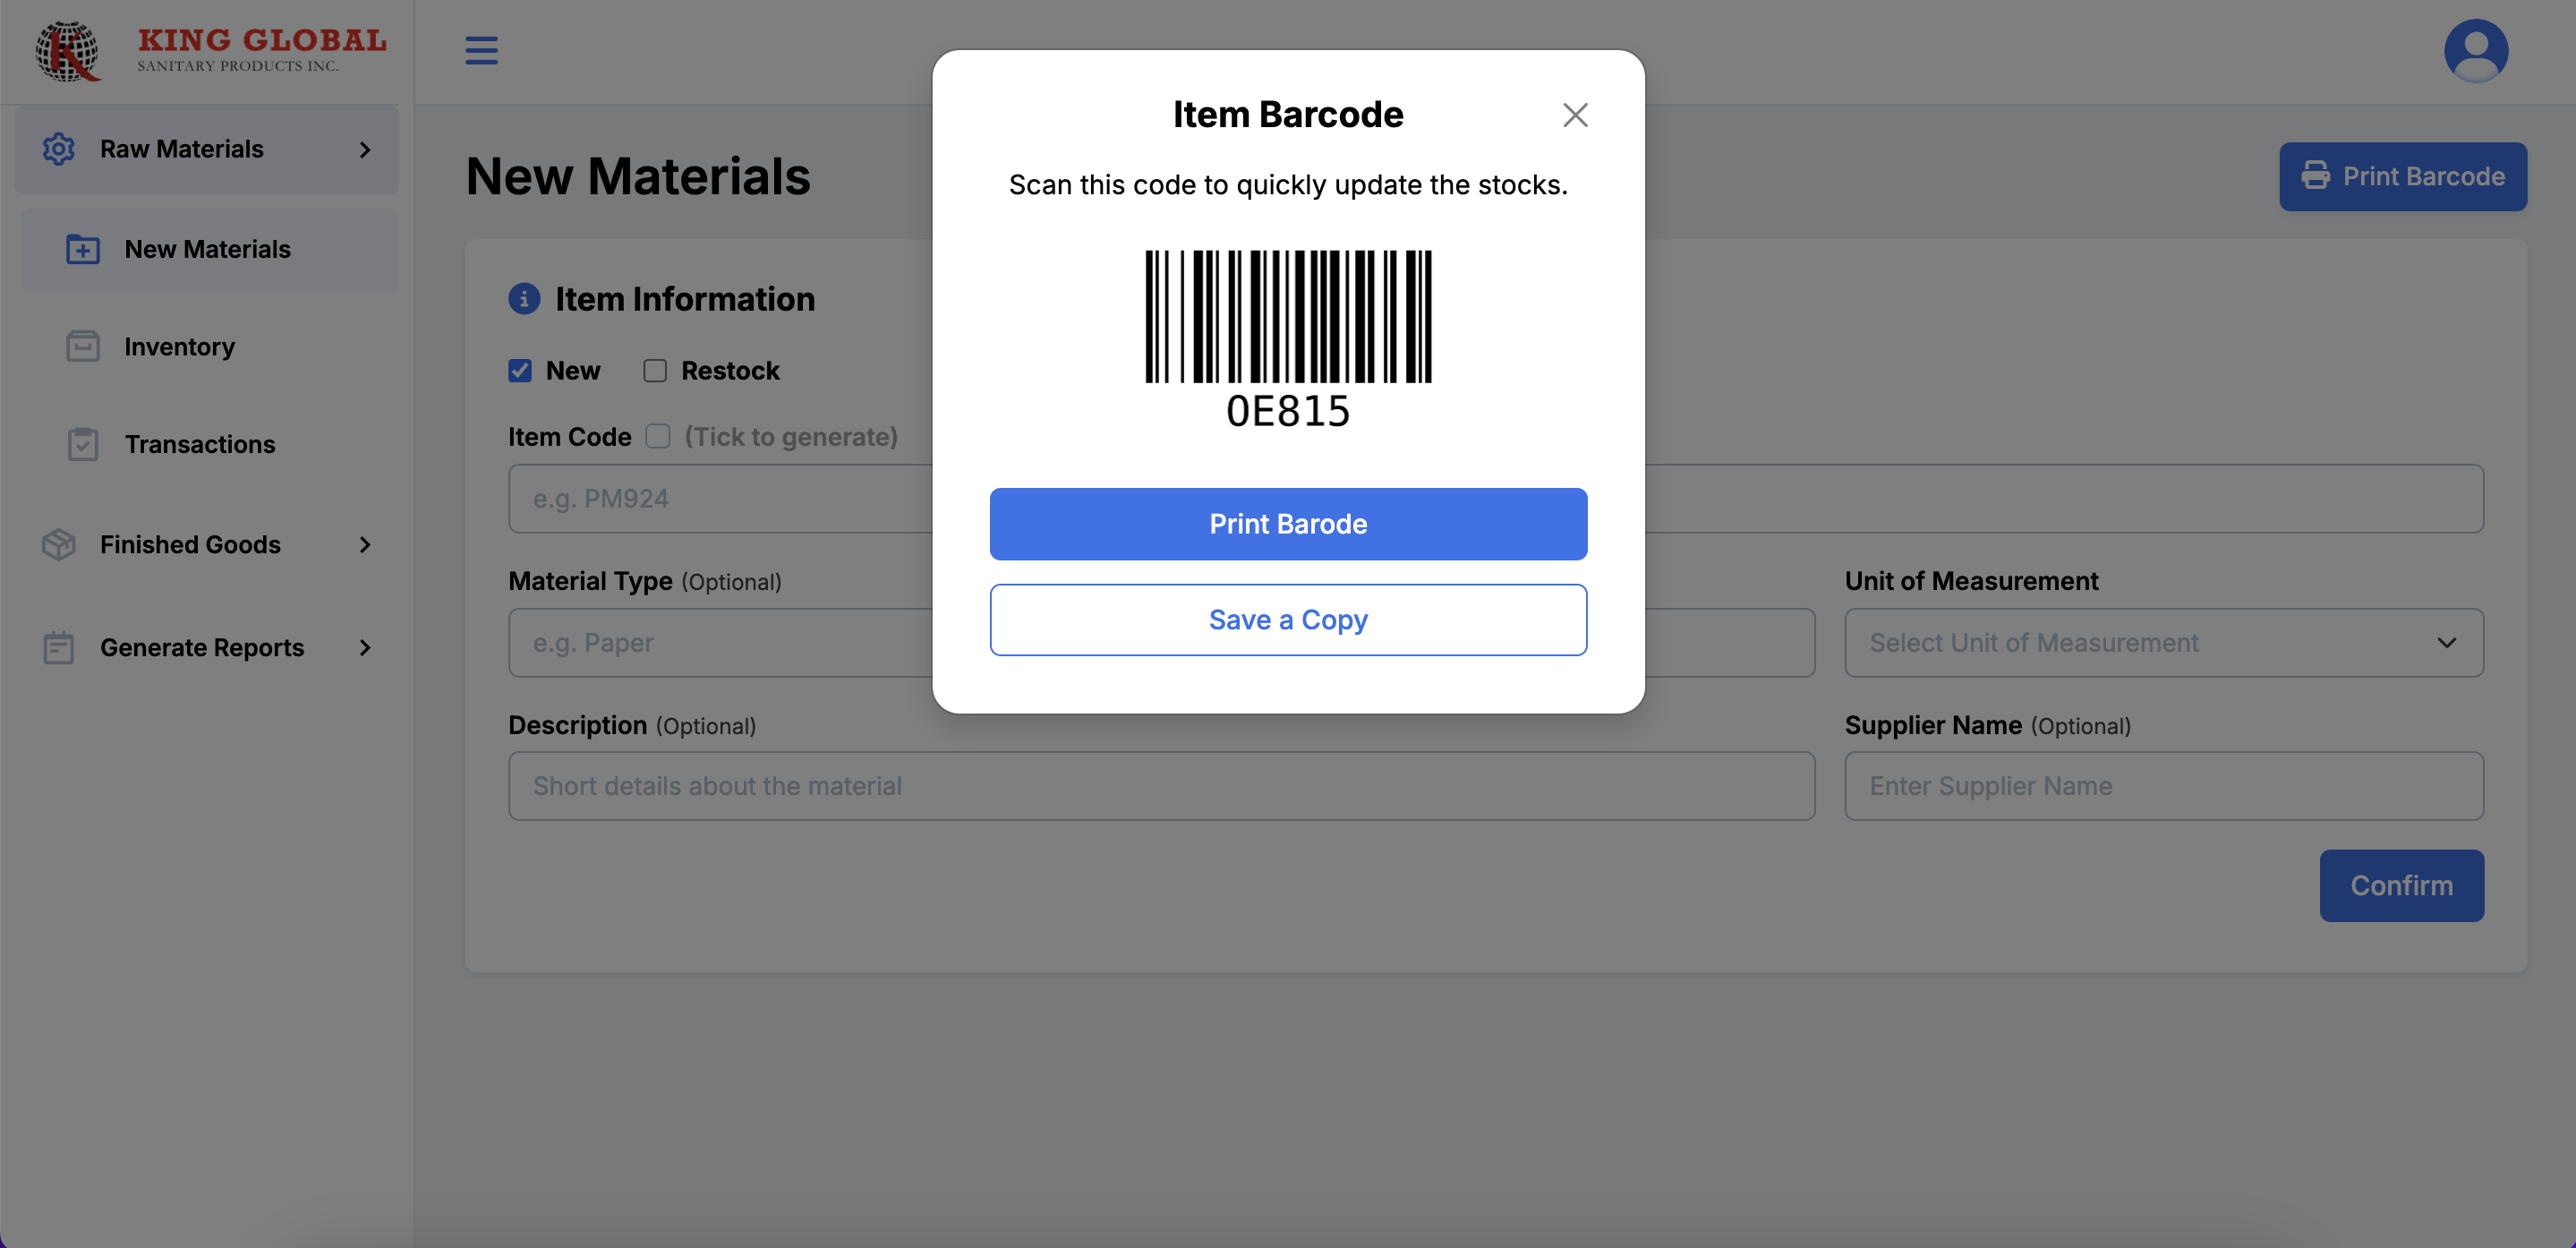 KING GLOBAL
SANITARY PRODUCTS INC.
Raw Materials
New Materials
Inventory
Transactions
Finished Goods
Generate Reports
New Materials
Print Barcode
Item Information
New
Restock
Item Code (Tick to generate)
e.g. PM924
Material Type (Optional)
e.g. Paper
Unit of Measurement
Select Unit of Measurement
Description (Optional)
Short details about the material
Supplier Name (Optional)
Enter Supplier Name
Confirm
Item Barcode
Scan this code to quickly update the stocks.
OE815
Print Barode
Save a Copy